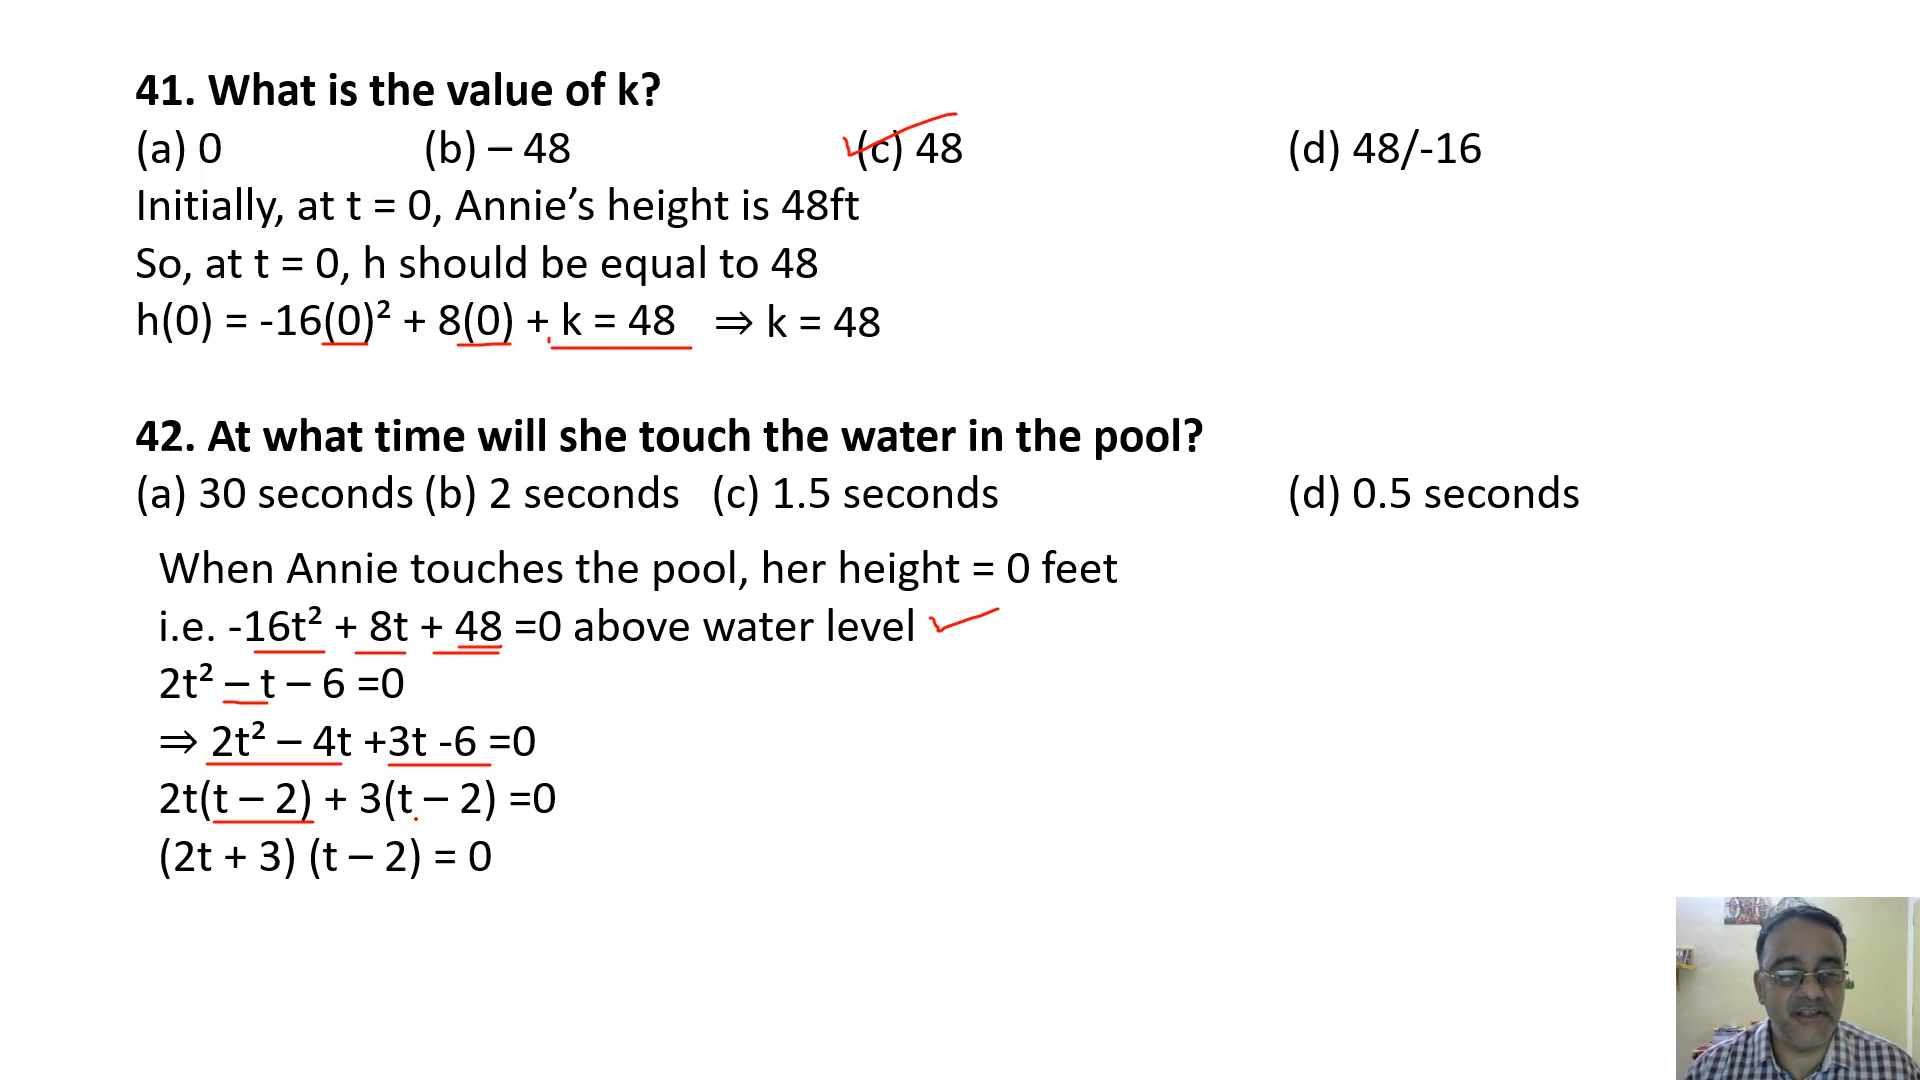 41. What is the value of k?
(a) 0 (b) – 48 (c) 48 (d) 48/-16
Initially, at t = 0, Annie’s height is 48ft
So, at t = 0, h should be equal to 48
h(0) = -16(0)² + 8(0) + k = 48 ⇒ k = 48
42. At what time will she touch the water in the pool?
(a) 30 seconds (b) 2 seconds (c) 1.5 seconds (d) 0.5 seconds
When Annie touches the pool, her height = 0 feet
i.e. -16t² + 8t + 48 =0 above water level
2t² – t – 6 =0
⇒ 2t² – 4t +3t -6 =0
2t(t – 2) + 3(t – 2) =0
(2t + 3) (t – 2) = 0